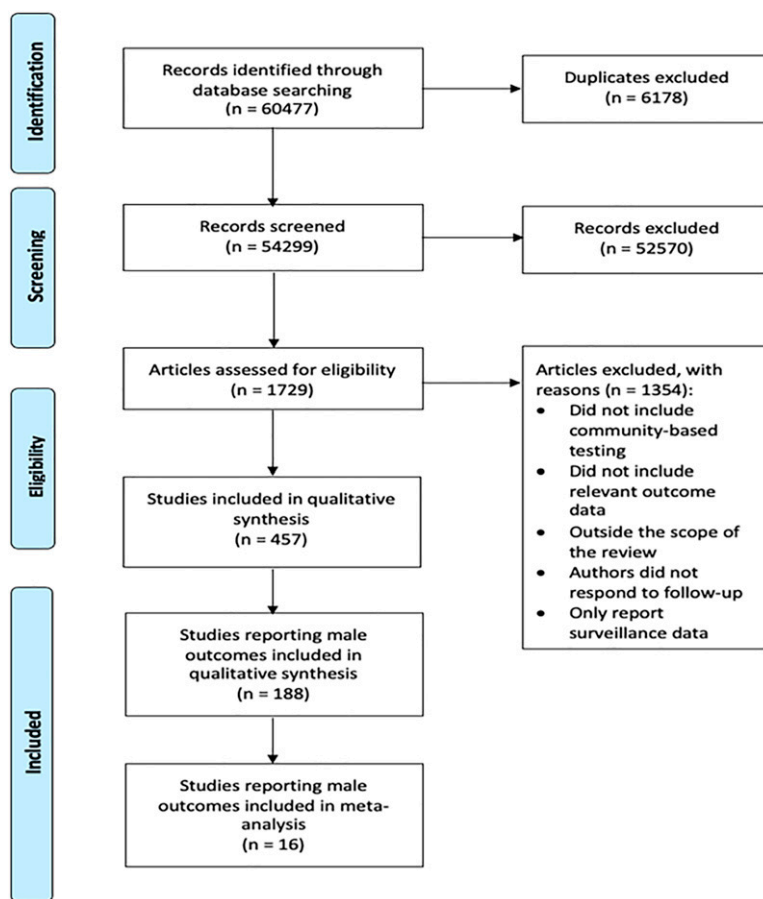 Identification
Records identified through
database searching
(n = 60477)
Duplicates excluded
(n = 6178)
Screening
Records screened
(n = 54299)
Records excluded
(n = 52570)
Eligibility
Articles assessed for eligibility
(n = 1729)
Articles excluded, with
reasons (n = 1354):
• Did not include
community-based
testing
• Did not include
relevant outcome
data
• Outside the scope of
the review
• Authors did not
respond to follow-up
• Only report
surveillance data
Studies included in qualitative
synthesis
(n = 457)
Included
Studies reporting male
outcomes included in
qualitative synthesis
(n = 188)
Studies reporting male
outcomes included in meta-
analysis
(n = 16)